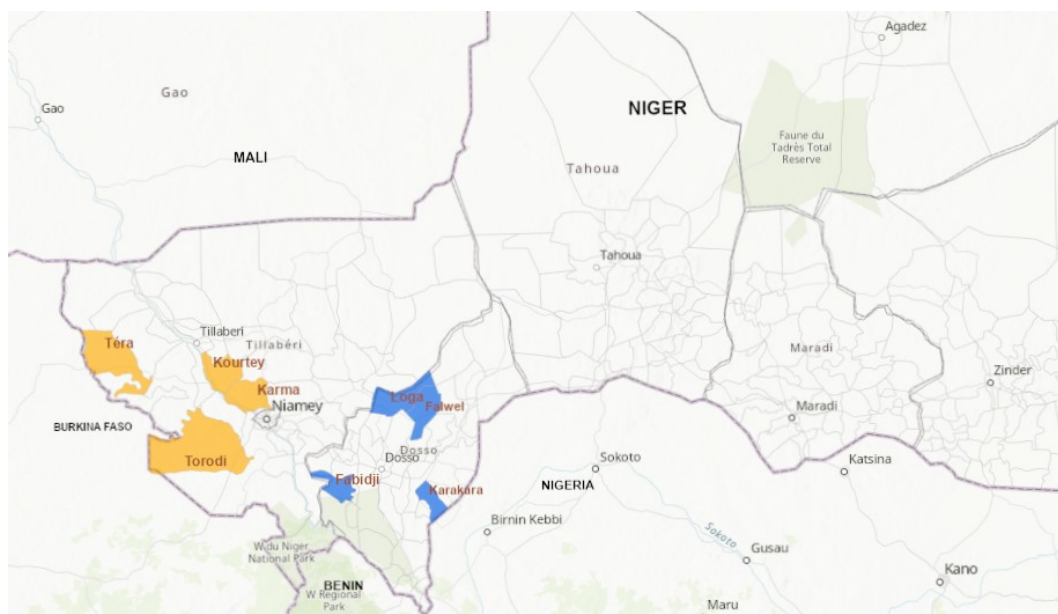 Agadez
Gao
Gao
NIGER
Faune du
Tadrès Total
Reserve
MALI
Tahoua
Tahoua
Tillaberi
Téra
Tillabéri
Kourtey
Maradi
Karma
Zinder
Loga
Falwel
Niamey
Maradi
BURKINA FASO
Dosso
Dosso
Torodi
Sokoto
Katsina
Fabidji
NIGERIA
Karakara
Birnin Kebbi
Sokoto
W du Niger
National Park
Gusau
Kano
BENIN
W Regional
Park
Maru